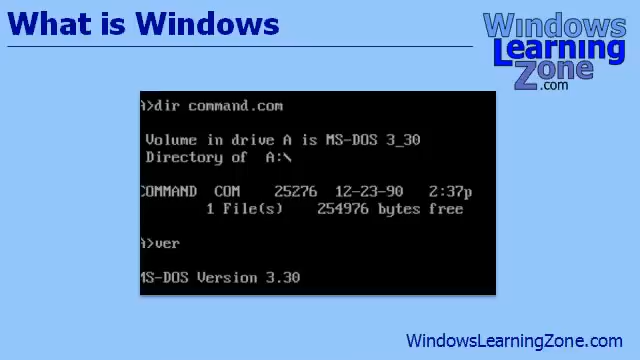 What is Windows
Windows
Learning
Zone
.com
A>dir command.com
Volume in drive A is MS-DOS 3_30
Directory of A:\
COMMAND COM 25276 12-23-90 2:37p
1 File(s) 254976 bytes free
A>ver
MS-DOS Version 3.30
WindowsLearningZone.com